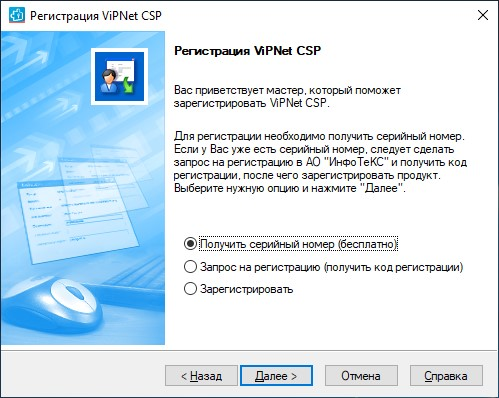 Регистрация ViPNet CSP
Регистрация ViPNet CSP
Вас приветствует мастер, который поможет
зарегистрировать ViPNet CSP.
Для регистрации необходимо получить серийный номер.
Если у Вас уже есть серийный номер, следует сделать
запрос на регистрацию в АО "ИнфоТеКС" и получить код
регистрации, после чего зарегистрировать продукт.
Выберите нужную опцию и нажмите "Далее".
Получить серийный номер (бесплатно)
Запрос на регистрацию (получить код регистрации)
Зарегистрировать
< Назад
Далее >
Отмена
Справка